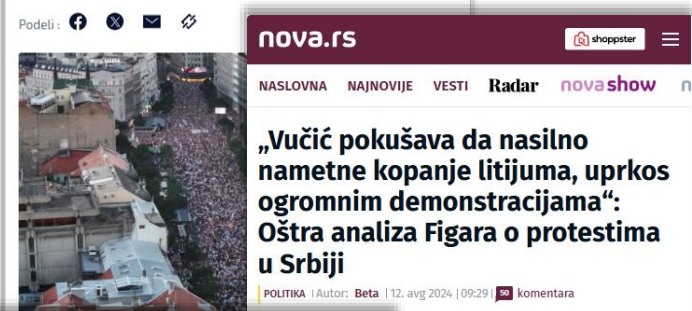 Podeli :
nova.rs
shoppster
NASLOVNA NAJNOVIJE VESTI Radar novashow n
„Vučić pokušava da nasilno
nametne kopanje litijuma, uprkos
ogromnim demonstracijama“:
Oštra analiza Figara o protestima
u Srbiji
POLITIKA | Autor: Beta | 12. avg 2024 | 09:29 | 50 komentara